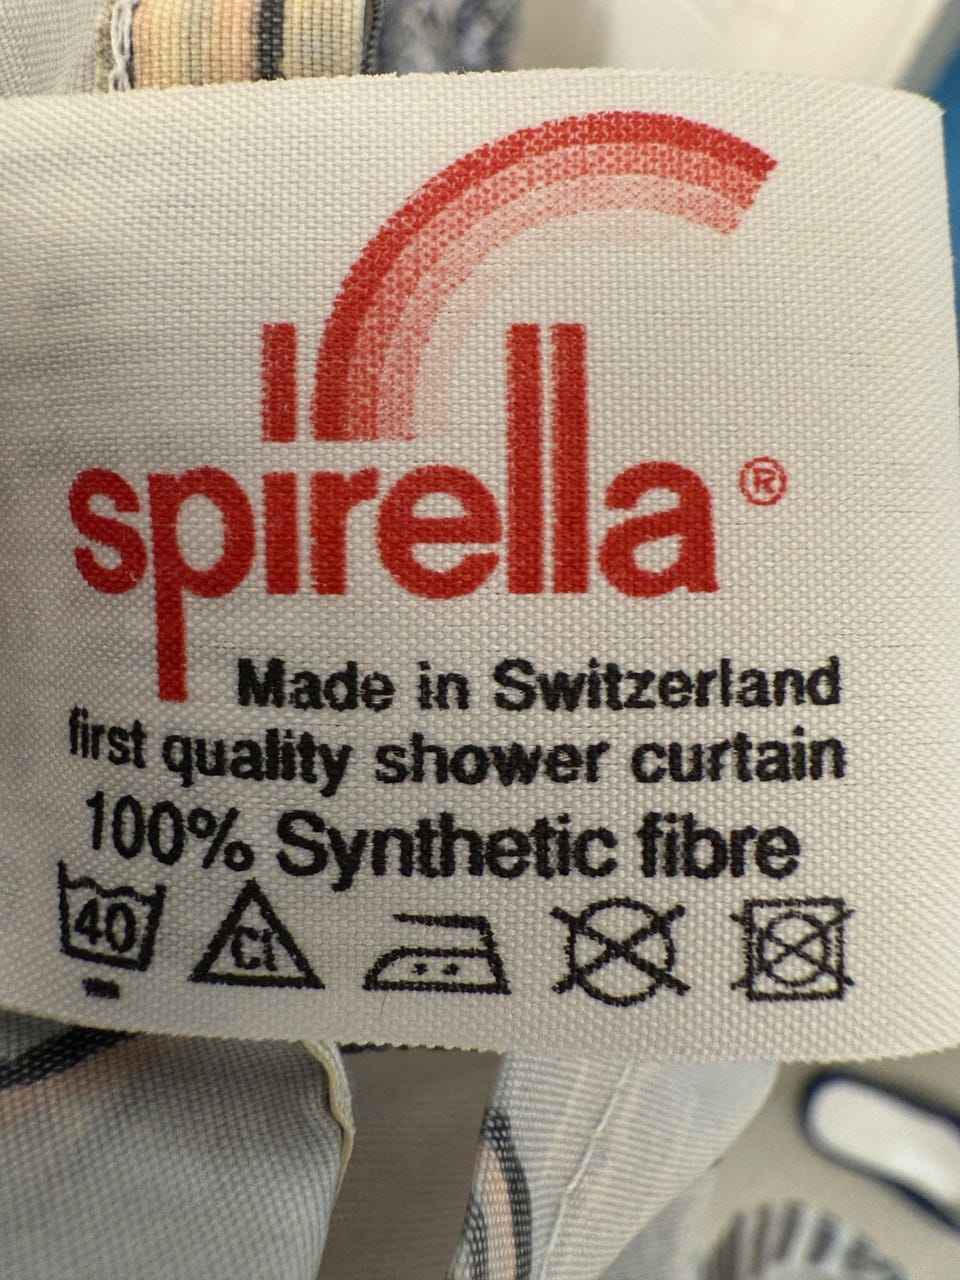 spirella®
Made in Switzerland
first quality shower curtain
100% Synthetic fibre
40 Cl